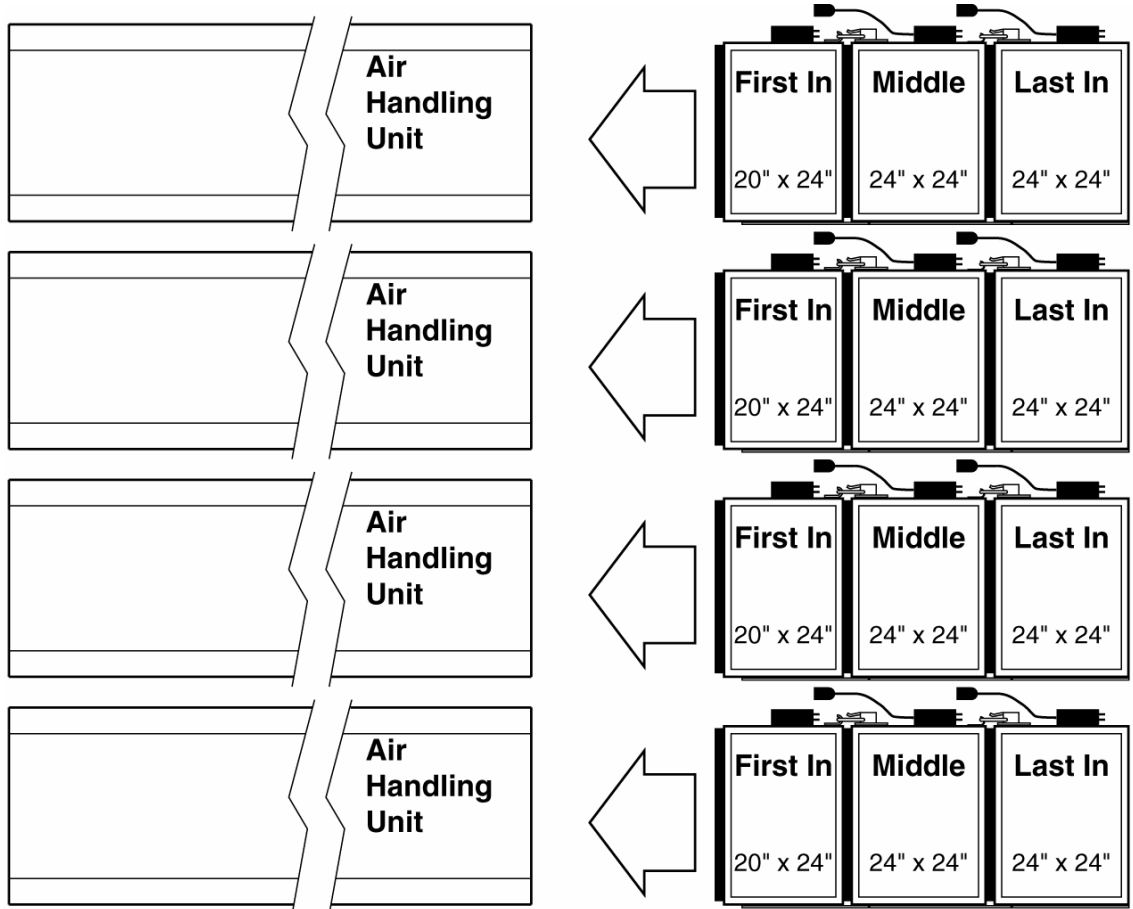 Air
Handling
Unit
First In
Middle
Last In
20" x 24"
24" x 24"
24" x 24"
Air
Handling
Unit
First In
Middle
Last In
20" x 24"
24" x 24"
24" x 24"
Air
Handling
Unit
First In
Middle
Last In
20" x 24"
24" x 24"
24" x 24"
Air
Handling
Unit
First In
Middle
Last In
20" x 24"
24" x 24"
24" x 24"